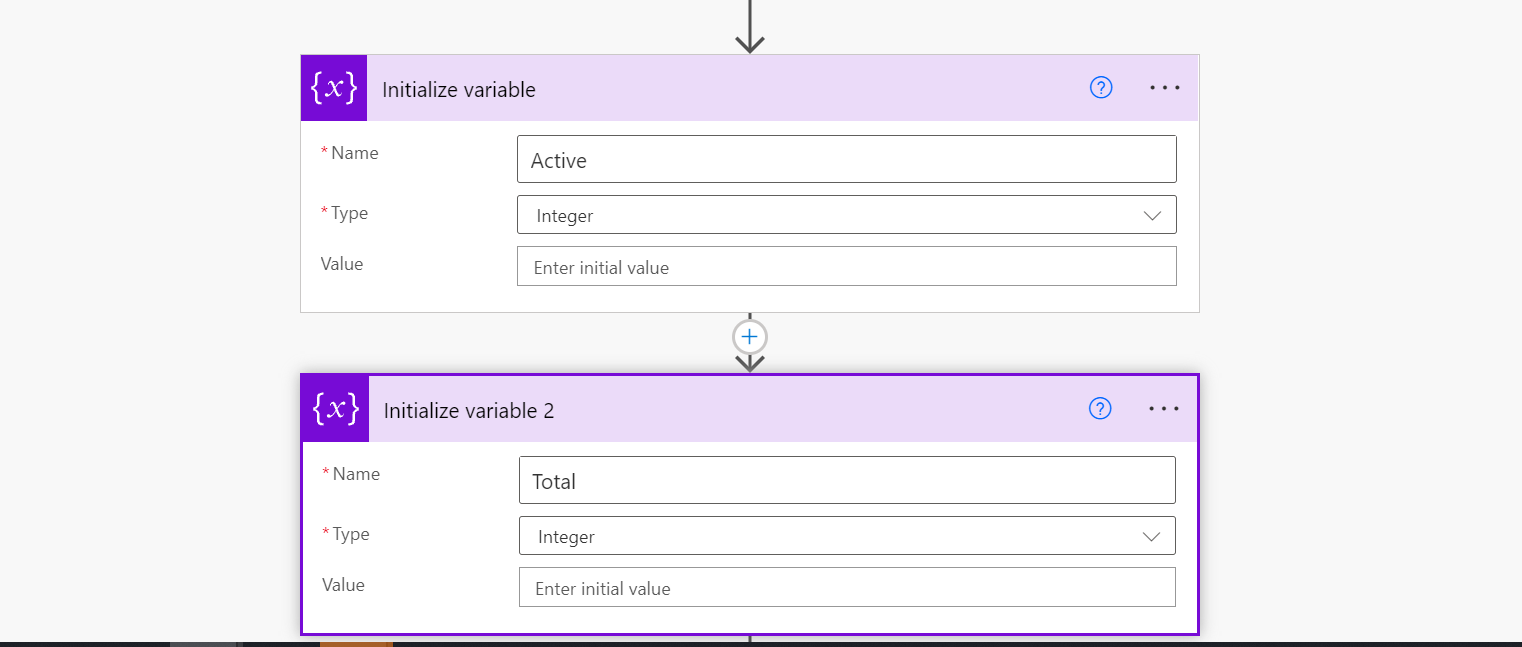 {x} Initialize variable ? ...
* Name Active
* Type Integer
Value Enter initial value
+
{x} Initialize variable 2 ? ...
* Name Total
* Type Integer
Value Enter initial value